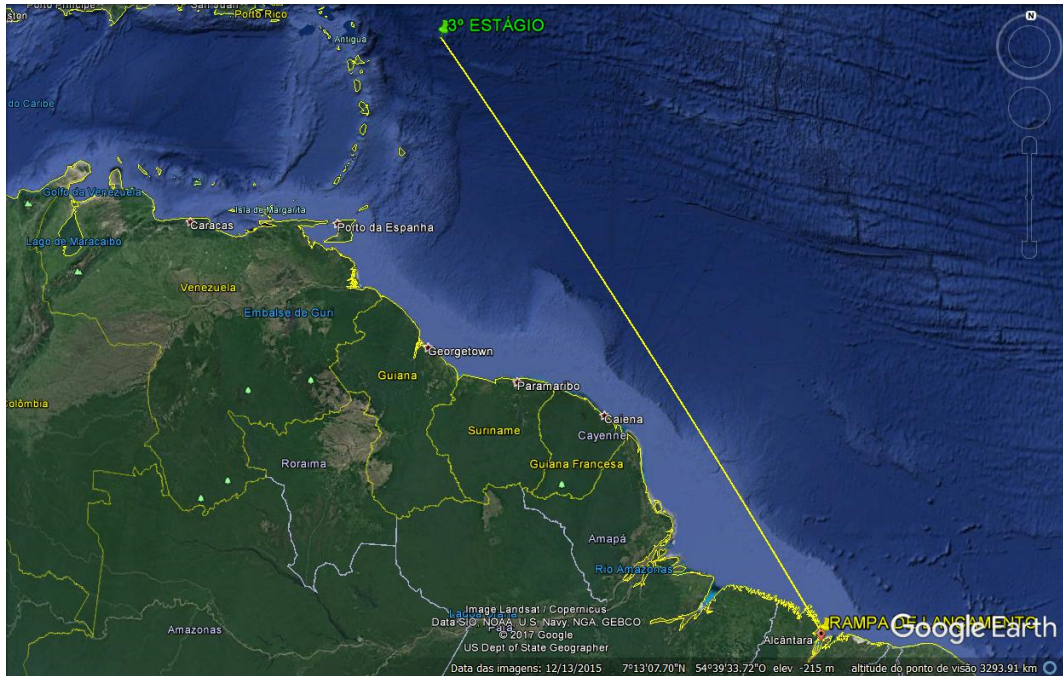 Porto Príncipe
San Juan
Porto Rico
3º ESTÁGIO
N
Antigua
do Caribe
Golfo da Venezuela
Isla de Margarita
Caracas
Porto da Espanha
Lago de Maracaibo
Venezuela
Embalse de Guri
Georgetown
Guiana
Paramaribo
Colômbia
Caiena
Suriname
Cayenne
Roraima
Guiana Francesa
Amapá
Rio Amazonas
Image Landsat / Copernicus
Data SIO, NOAA, U.S. Navy, NGA, GEBCO
© 2017 Google
US Dept of State Geographer
Amazonas
Pará
RAMPA DE LANÇAMENTO
Alcântara
Google Earth
Data das imagens: 12/13/2015 7°13'07.70"N 54°39'33.72"O elev -215 m altitude do ponto de visão 3293.91 km